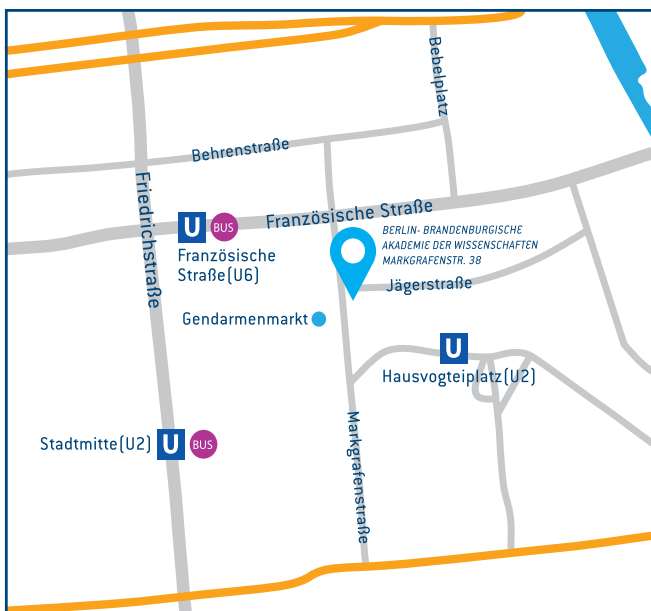 Bebelplatz
Behrenstraße
Friedrichstraße
Französische Straße
U
BUS
Französische
Straße(U6)
BERLIN- BRANDENBURGISCHE
AKADEMIE DER WISSENSCHAFTEN
MARKGRAFENSTR. 38
Jägerstraße
Gendarmenmarkt
U
Hausvogteiplatz(U2)
Markgrafenstraße
Stadtmitte(U2)
U
BUS